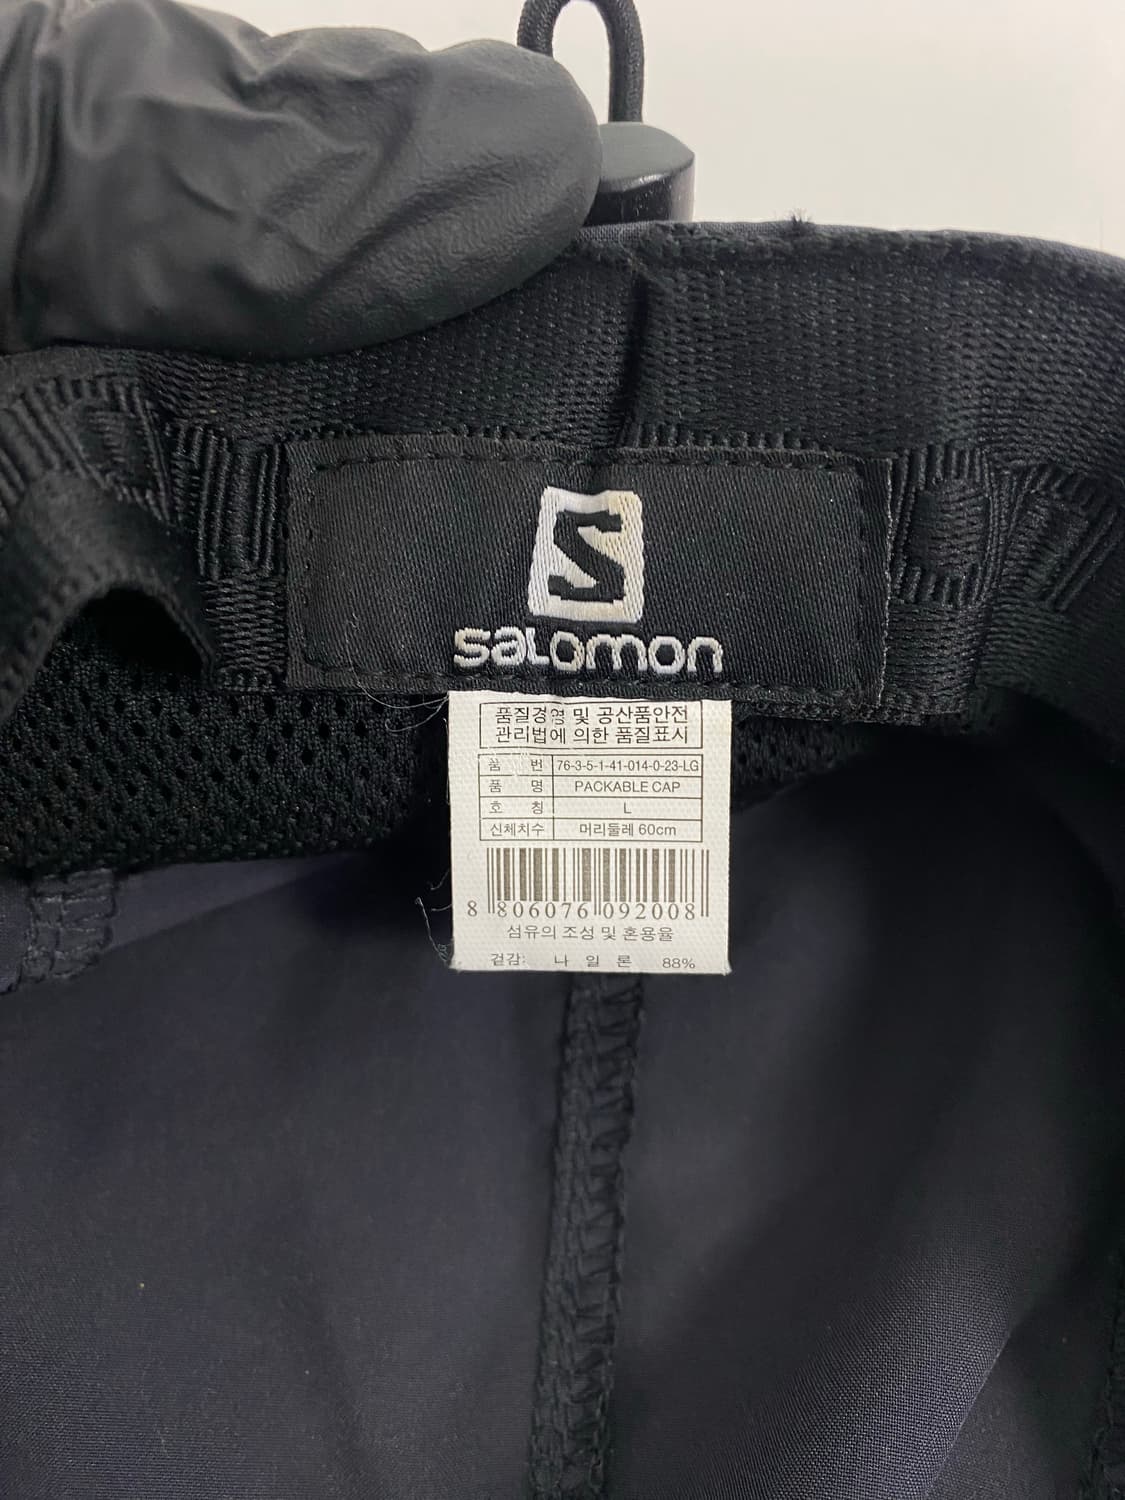 S
salomon
품질경영 및 공산품안전
관리법에 의한 품질표시
품 번 76-3-5-1-41-014-0-23-LG
품 명 PACKABLE CAP
호 칭 L
신체치수 머리둘레 60cm
8 806076 092008
섬유의 조성 및 혼용율
겉감: 나 일 론 88%